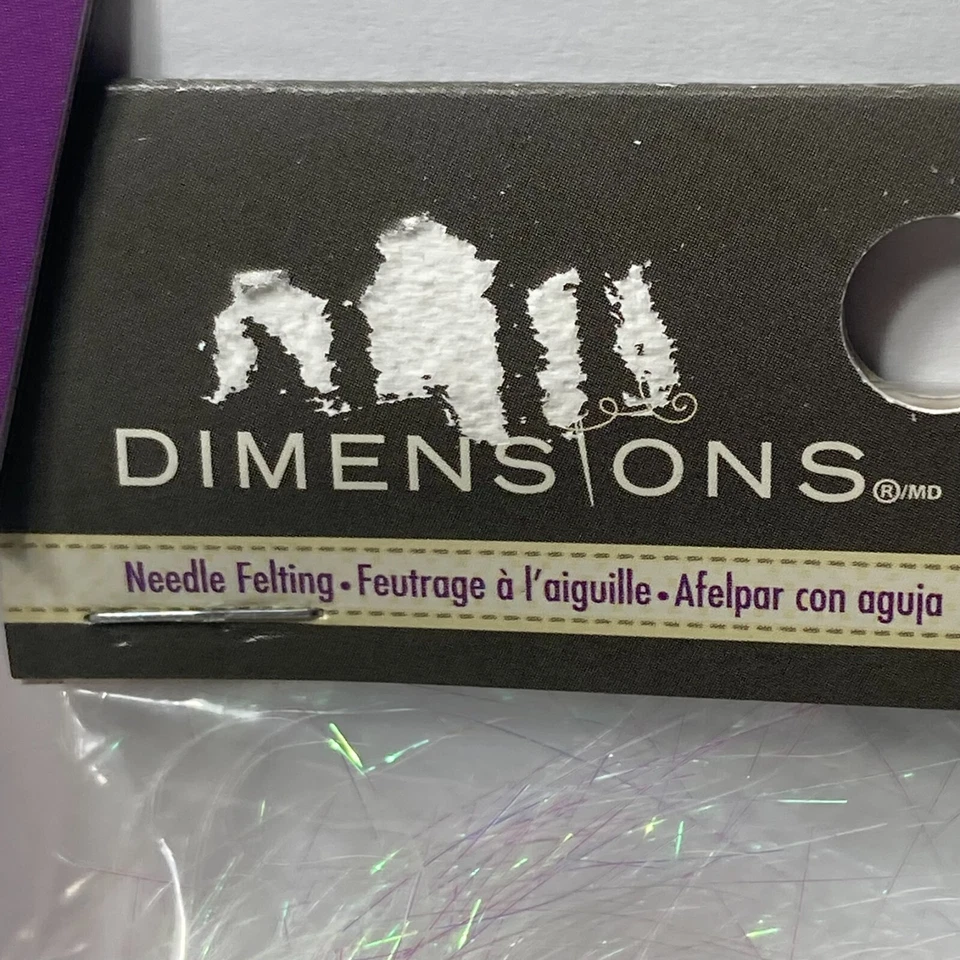 DIMENSIONS®/MD
Needle Felting • Feutrage à l'aiguille • Afelpar con aguja